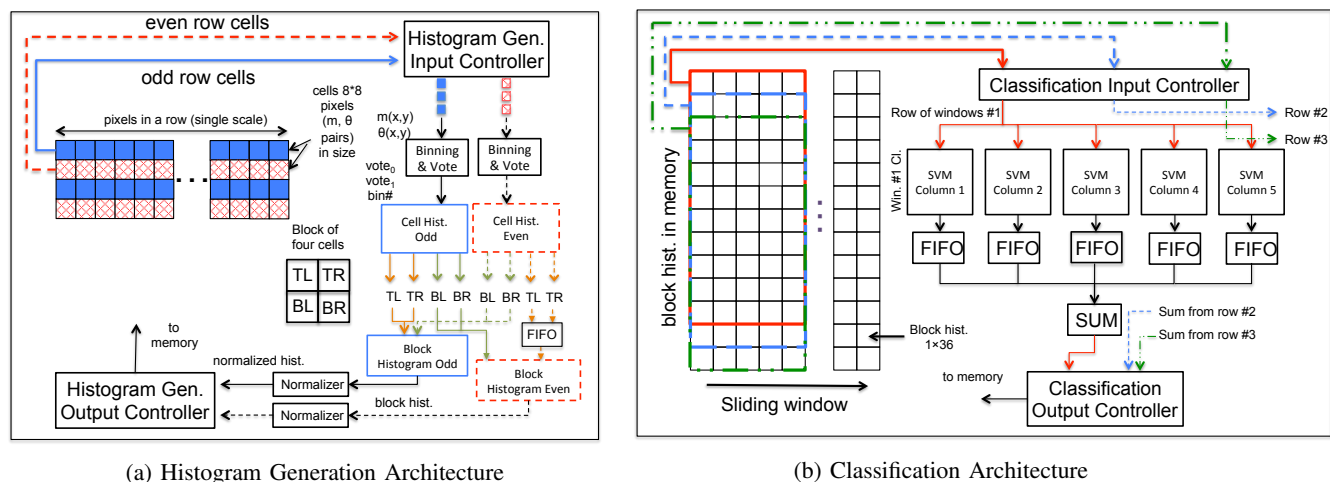 even row cells
odd row cells
Histogram Gen.
Input Controller
cells 8*8
pixels
(m, θ
pairs)
in size
pixels in a row (single scale)
m(x,y)
θ(x,y)
Binning
& Vote
Binning
& Vote
vote0
vote1
bin#
Cell Hist.
Odd
Cell Hist.
Even
Block of
four cells
TL TR
BL BR
TL TR BL BR BL BR TL TR
FIFO
Block
Histogram Odd
Block
Histogram Even
to
memory
normalized hist.
Normalizer
Histogram Gen.
Output Controller
block hist.
Normalizer
(a) Histogram Generation Architecture
Classification Input Controller
Row of windows #1
Row #2
Row #3
Win. #1 Cl.
SVM
Column 1
SVM
Column 2
SVM
Column 3
SVM
Column 4
SVM
Column 5
FIFO FIFO FIFO FIFO FIFO
block hist. in memory
SUM
Sum from row #2
Sum from row #3
Block hist.
1×36
to memory
Classification
Output Controller
Sliding window
(b) Classification Architecture